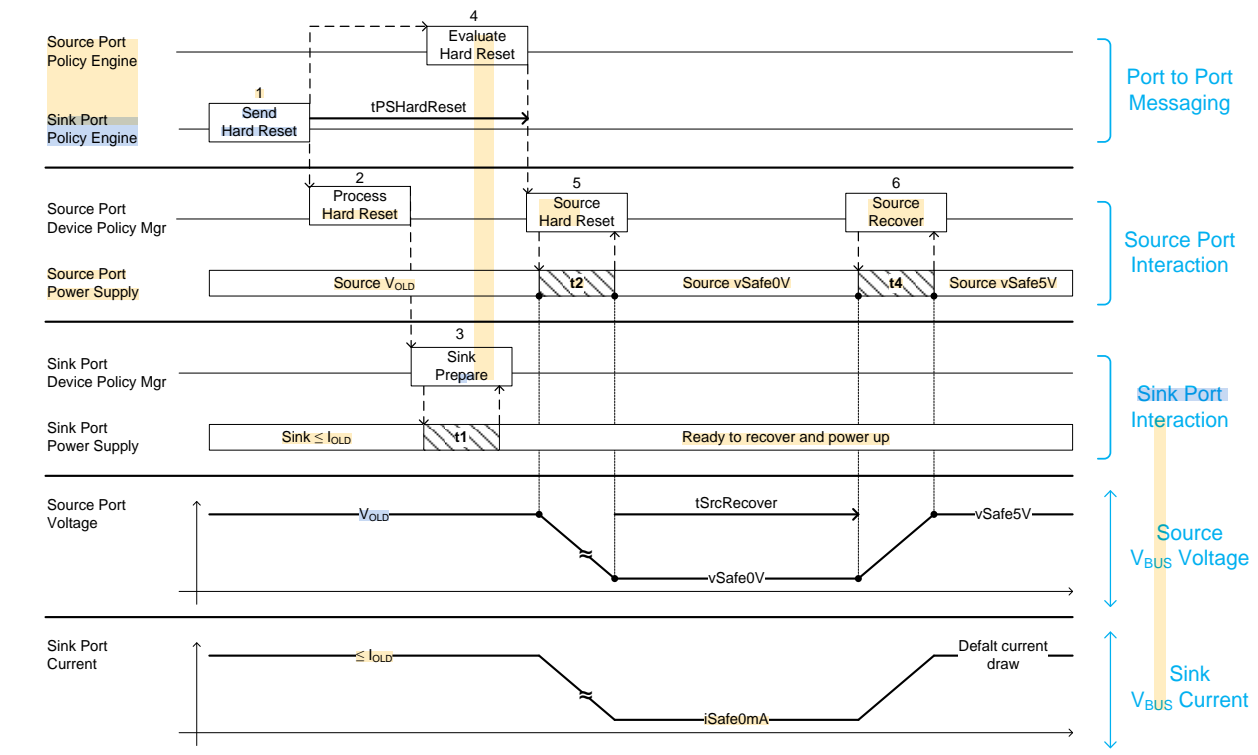 4
Source Port
Policy Engine
Evaluate
Hard Reset
Port to Port
Messaging
1
tPSHardReset
Sink Port
Policy Engine
Send
Hard Reset
2
5
6
Source Port
Device Policy Mgr
Process
Hard Reset
Source
Hard Reset
Source
Recover
Source Port
Interaction
Source Port
Power Supply
Source VOLD
t2
Source vSafe0V
t4
Source vSafe5V
3
Sink Port
Device Policy Mgr
Sink
Prepare
Sink Port
Interaction
Sink Port
Power Supply
Sink ≤ IOLD
t1
Ready to recover and power up
Source Port
Voltage
VOLD
tSrcRecover
vSafe5V
≈
vSafe0V
Source
VBUS Voltage
Sink Port
Current
≤ IOLD
Defalt current
draw
≈
iSafe0mA
Sink
VBUS Current